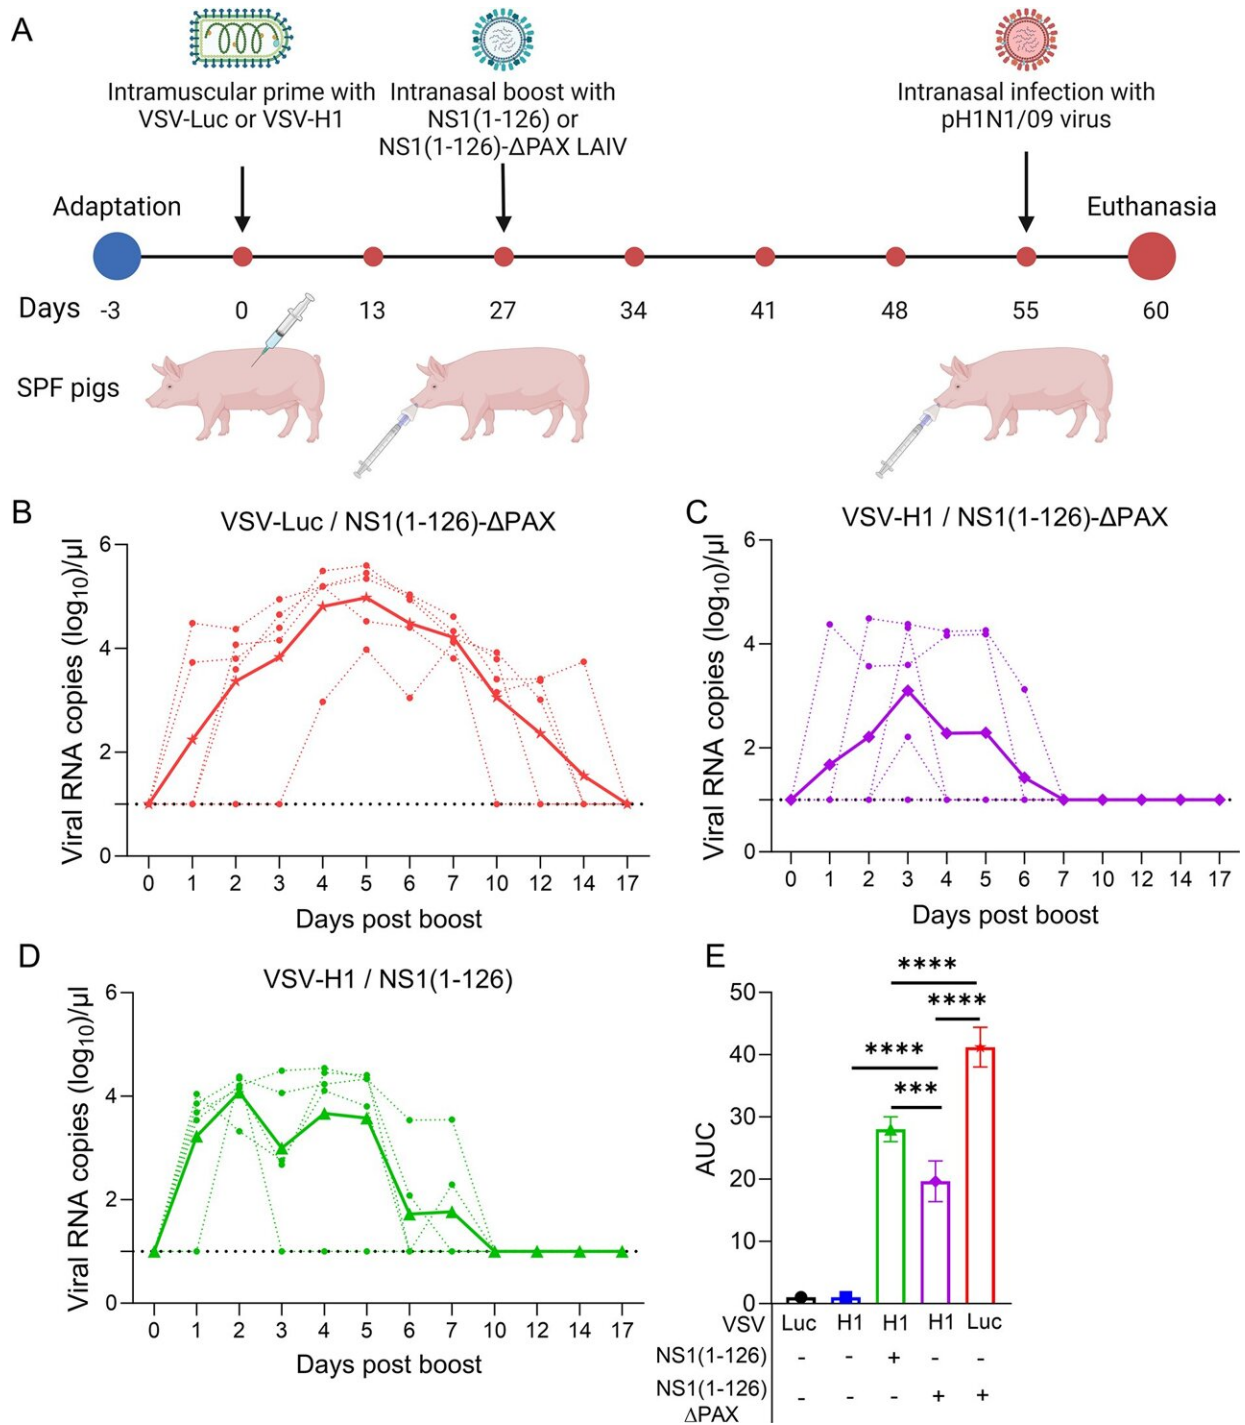 A
Intramuscular prime with
VSV-Luc or VSV-H1
Intranasal boost with
NS1(1-126) or
NS1(1-126)-ΔPAX LAIV
Intranasal infection with
pH1N1/09 virus
Adaptation
Euthanasia
Days -3 0 13 27 34 41 48 55 60
SPF pigs
B
VSV-Luc / NS1(1-126)-ΔPAX
Viral RNA copies (log10)/µl
6
4
2
0
0 1 2 3 4 5 6 7 10 12 14 17
Days post boost
C
VSV-H1 / NS1(1-126)-ΔPAX
Viral RNA copies (log10)/µl
6
4
2
0
0 1 2 3 4 5 6 7 10 12 14 17
Days post boost
D
VSV-H1 / NS1(1-126)
Viral RNA copies (log10)/µl
6
4
2
0
0 1 2 3 4 5 6 7 10 12 14 17
Days post boost
E
****
****
****
***
AUC
50
40
30
20
10
0
VSV Luc H1 H1 H1 Luc
NS1(1-126) - - + - -
NS1(1-126) - - - + +
ΔPAX